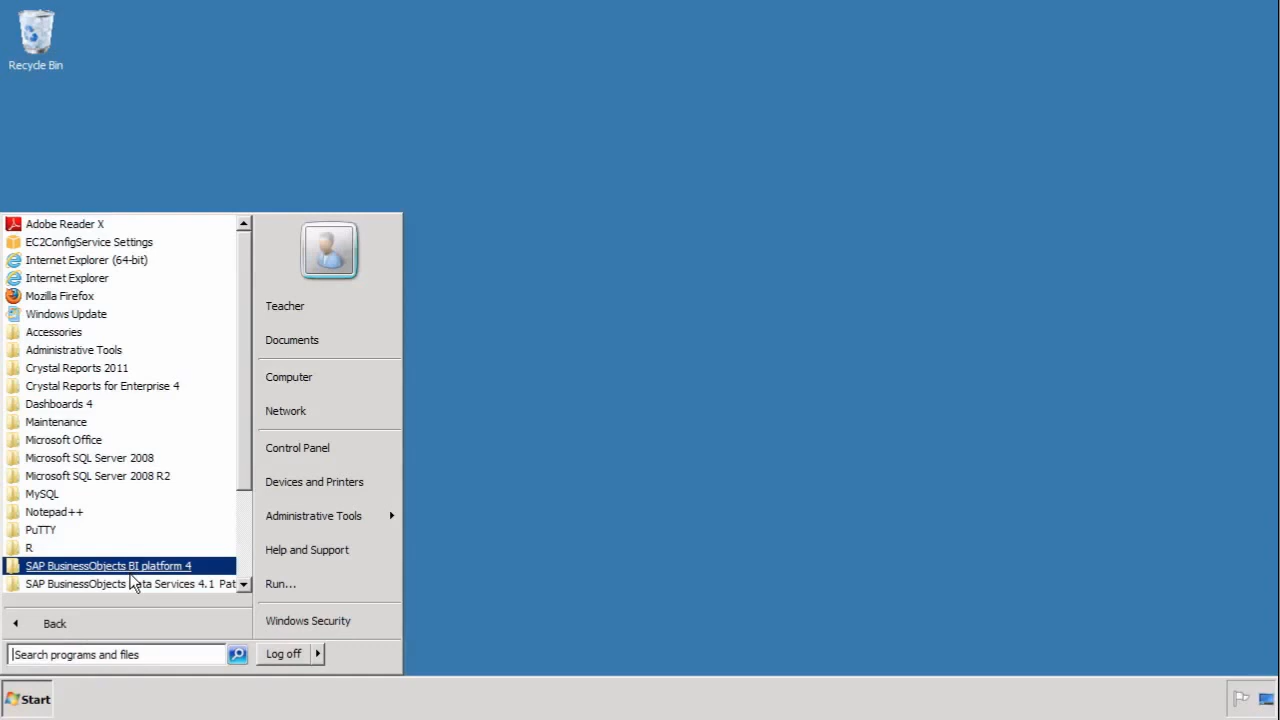 Recycle Bin
Adobe Reader X
EC2ConfigService Settings
Internet Explorer (64-bit)
Internet Explorer
Mozilla Firefox
Windows Update
Accessories
Administrative Tools
Crystal Reports 2011
Crystal Reports for Enterprise 4
Dashboards 4
Maintenance
Microsoft Office
Microsoft SQL Server 2008
Microsoft SQL Server 2008 R2
MySQL
Notepad++
PuTTY
R
SAP BusinessObjects BI platform 4
SAP BusinessObjects Data Services 4.1 Pat
Back
Search programs and files
Teacher
Documents
Computer
Network
Control Panel
Devices and Printers
Administrative Tools
Help and Support
Run...
Windows Security
Log off
Start